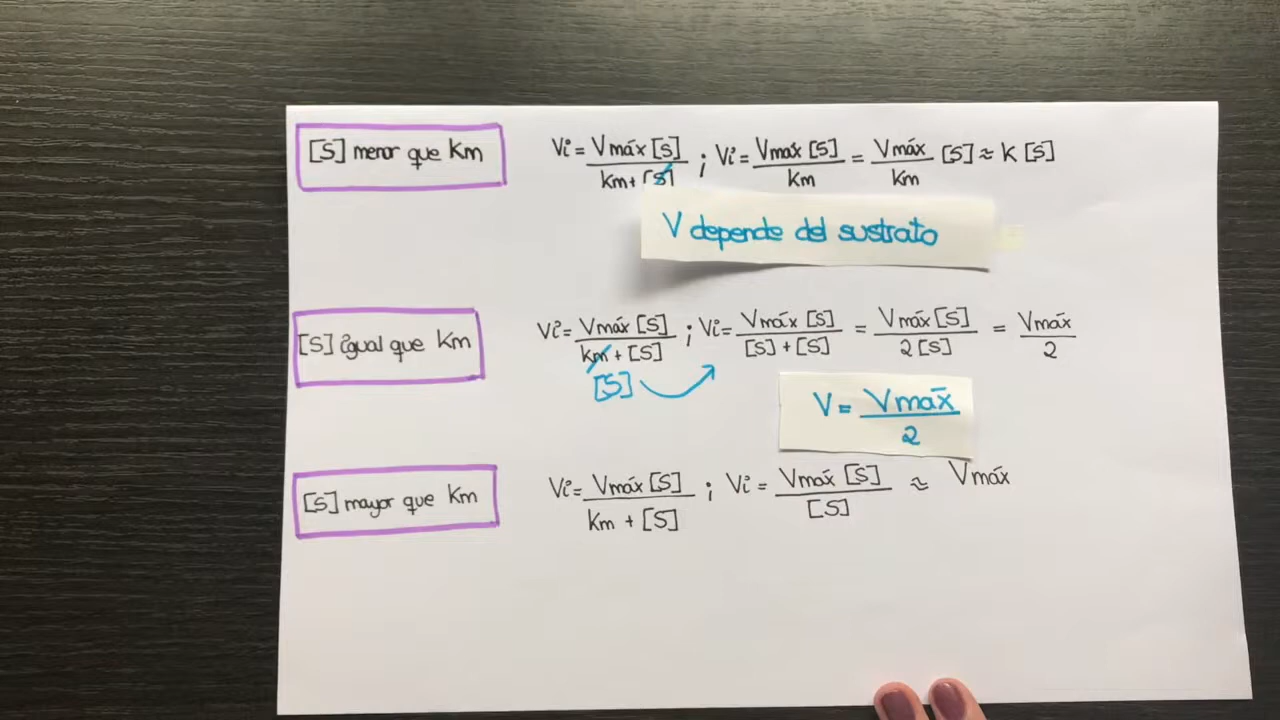 [S] menor que Km
Vi = Vmáx [S] / Km + [S] ; Vi = Vmáx [S] / Km = Vmáx / Km [S] ≈ K [S]
V depende del sustrato
[S] igual que Km
Vi = Vmáx [S] / Km + [S] ; Vi = Vmáx [S] / [S] + [S] = Vmáx [S] / 2 [S] = Vmáx / 2
[S]
V = Vmáx / 2
[S] mayor que Km
Vi = Vmáx [S] / Km + [S] ; Vi = Vmáx [S] / [S] ≈ Vmáx